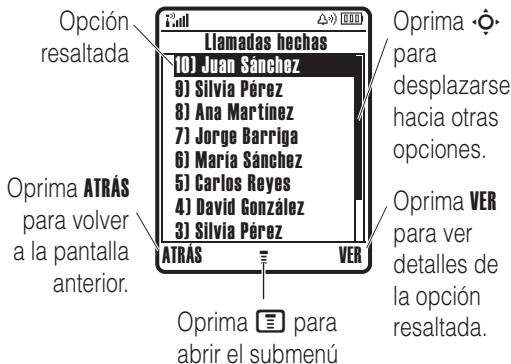 Opción
resaltada
Llamadas hechas
10) Juan Sánchez
9) Silvia Pérez
8) Ana Martínez
7) Jorge Barriga
6) María Sánchez
5) Carlos Reyes
4) David González
3) Silvia Pérez
ATRÁS
VER
Oprima
para
desplazarse
hacia otras
opciones.
Oprima ATRÁS
para volver
a la pantalla
anterior.
Oprima VER
para ver
detalles de
la opción
resaltada.
Oprima para
abrir el submenú